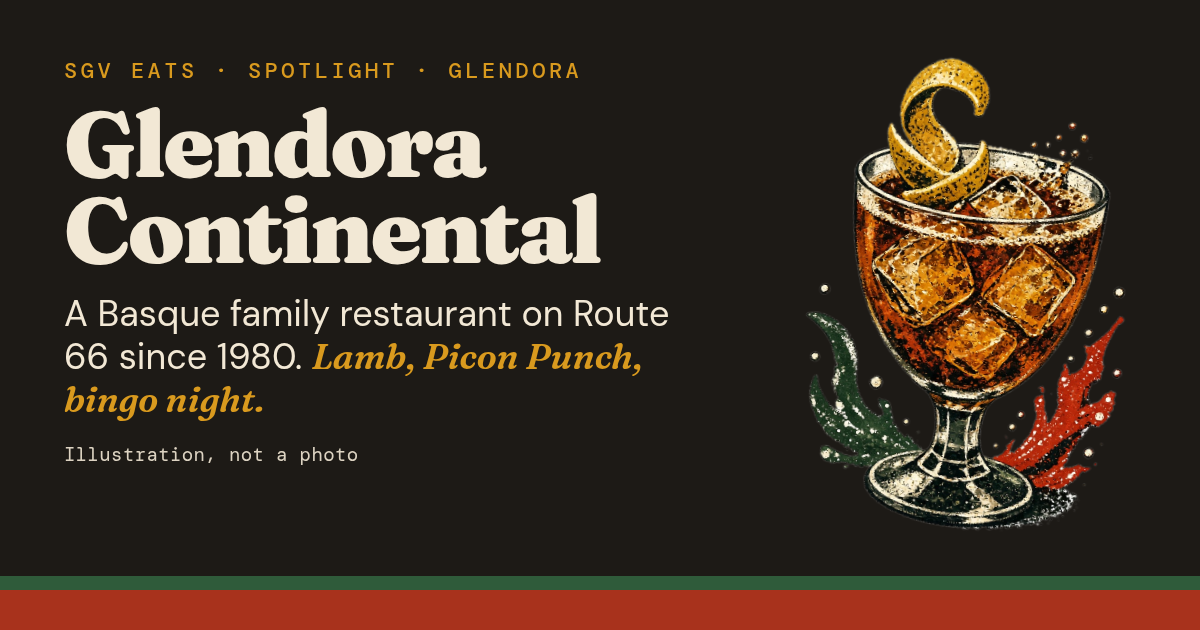 SGV EATS · SPOTLIGHT · GLENDORA
Glendora
Continental
A Basque family restaurant on Route
66 since 1980. Lamb, Picon Punch,
bingo night.
Illustration, not a photo